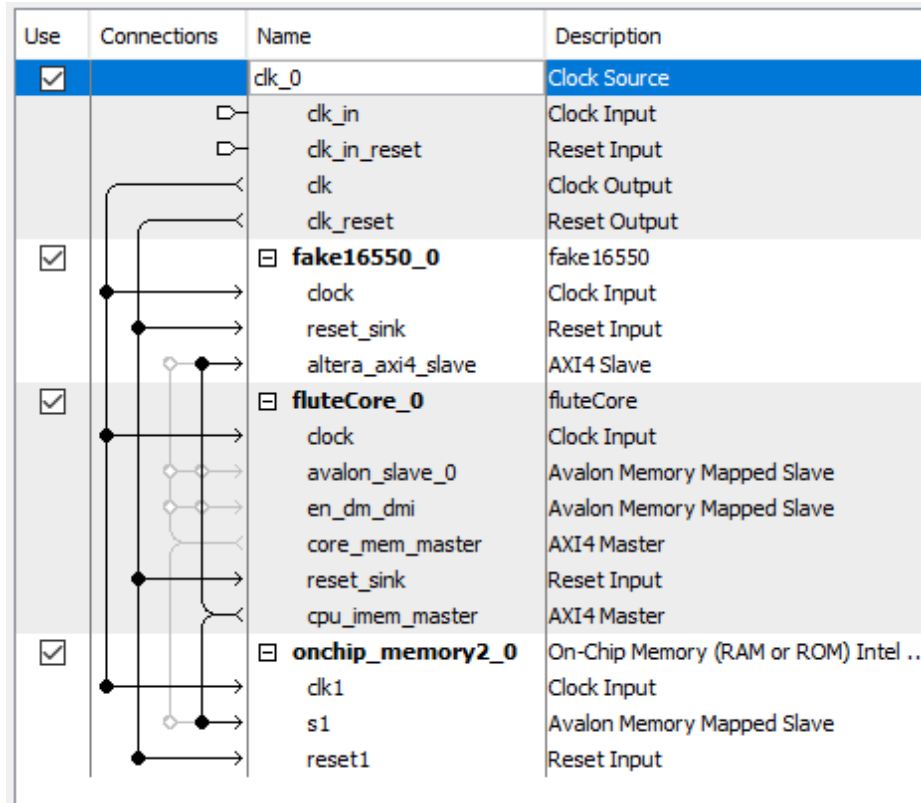 Use Connections Name Description
clk_0 Clock Source
clk_in Clock Input
clk_in_reset Reset Input
clk Clock Output
clk_reset Reset Output
fake16550_0 fake16550
clock Clock Input
reset_sink Reset Input
altera_axi4_slave AXI4 Slave
fluteCore_0 fluteCore
clock Clock Input
avalon_slave_0 Avalon Memory Mapped Slave
en_dm_dmi Avalon Memory Mapped Slave
core_mem_master AXI4 Master
reset_sink Reset Input
cpu_imem_master AXI4 Master
onchip_memory2_0 On-Chip Memory (RAM or ROM) Intel ..
clk1 Clock Input
s1 Avalon Memory Mapped Slave
reset1 Reset Input